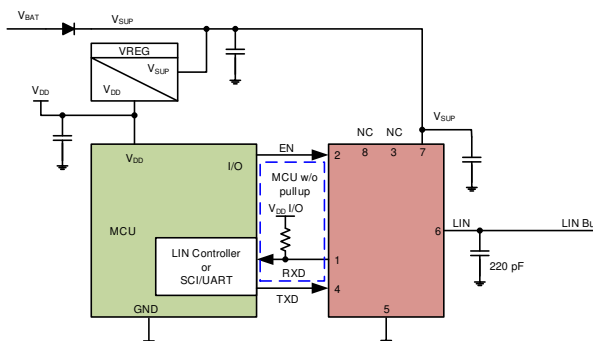 VBAT
VSUP
VREG
VSUP
VDD
VDD
VDD
I/O
EN
2
NC
NC
8
3
7
VSUP
MCU w/o
pullup
VDD I/O
MCU
LIN Controller
or
SCI/UART
RXD
1
TXD
4
6
LIN
LIN Bu
220 pF
GND
5